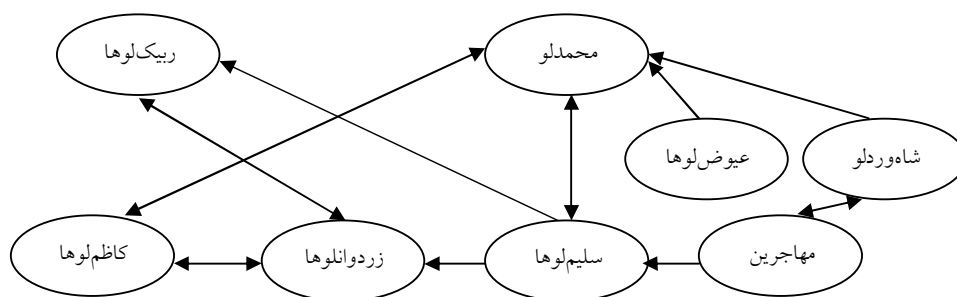 محمدلو
ربیک‌لوها
شاه‌وردلو
عیوض‌لوها
مهاجرین
سلیم‌لوها
زردوانلوها
کاظم‌لوها